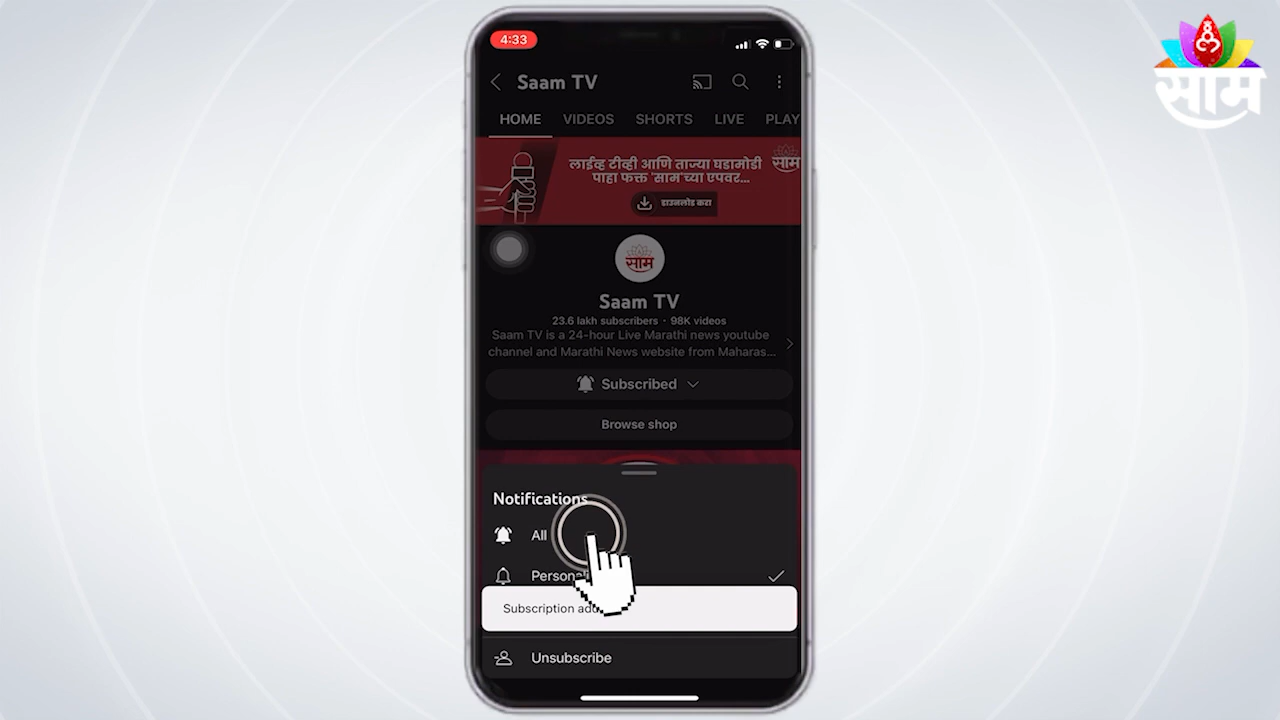 साम
4:33
Saam TV
HOME VIDEOS SHORTS LIVE PLAY
लाईव्ह टीव्ही आणि ताज्या घडामोडी
पाहा फक्त 'साम'च्या एपवर...
साम
डाउनलोड करा
साम
Saam TV
23.6 lakh subscribers · 98K videos
Saam TV is a 24-hour Live Marathi news youtube
channel and Marathi News website from Maharas...
Subscribed
Browse shop
Notifications
All
Subscription
Unsubscribe